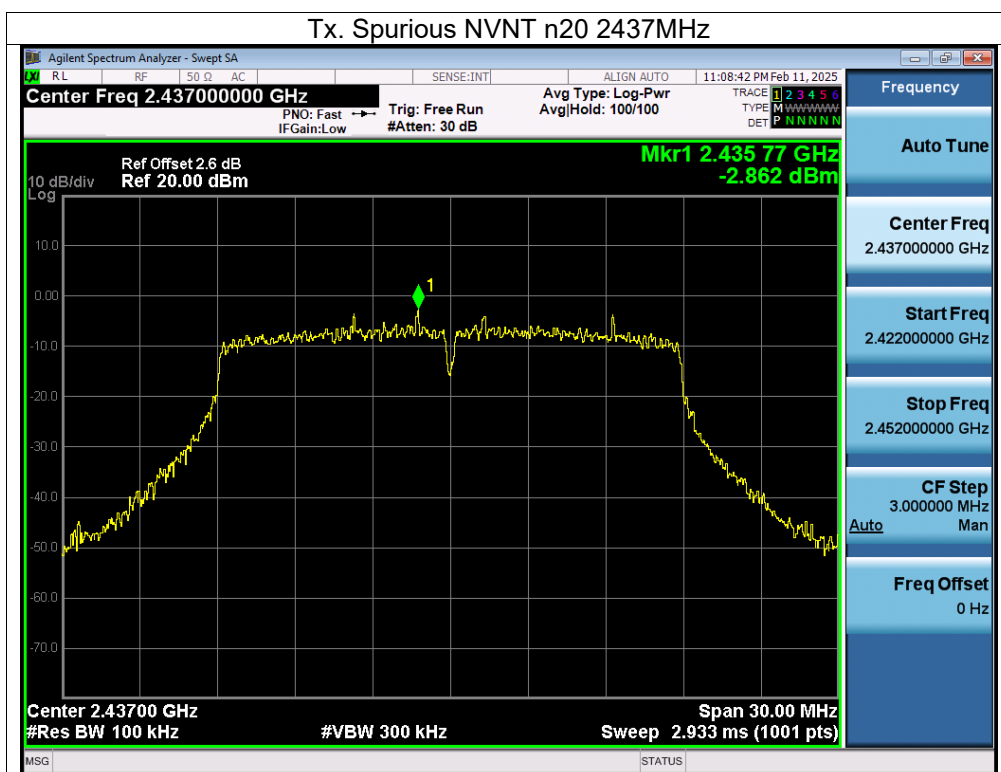 Tx. Spurious NVNT n20 2437MHz
Agilent Spectrum Analyzer - Swept SA
LXI RL RF 50 Ω AC SENSE:INT ALIGN AUTO 11:08:42 PM Feb 11, 2025
Center Freq 2.437000000 GHz
PNO: Fast
IFGain:Low
Trig: Free Run
#Atten: 30 dB
Avg Type: Log-Pwr
Avg|Hold: 100/100
TRACE 1 2 3 4 5 6
TYPE M WWWWW
DET P N N N N N
Mkr1 2.435 77 GHz
-2.862 dBm
Ref Offset 2.6 dB
10 dB/div Ref 20.00 dBm
Log
1
10.0
0.00
-10.0
-20.0
-30.0
-40.0
-50.0
-60.0
-70.0
Center 2.43700 GHz Span 30.00 MHz
#Res BW 100 kHz #VBW 300 kHz Sweep 2.933 ms (1001 pts)
MSG STATUS
Frequency
Auto Tune
Center Freq
2.437000000 GHz
Start Freq
2.422000000 GHz
Stop Freq
2.452000000 GHz
CF Step
3.000000 MHz
Auto Man
Freq Offset
0 Hz